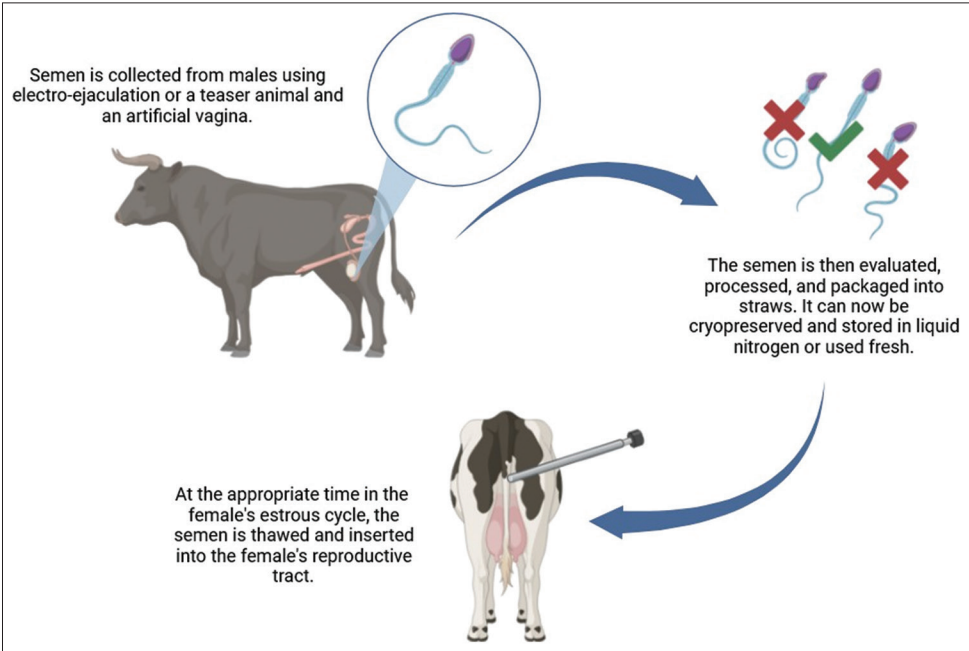 Semen is collected from males using
electro-ejaculation or a teaser animal and
an artificial vagina.
The semen is then evaluated,
processed, and packaged into
straws. It can now be
cryopreserved and stored in liquid
nitrogen or used fresh.
At the appropriate time in the
female's estrous cycle, the
semen is thawed and inserted
into the female's reproductive
tract.